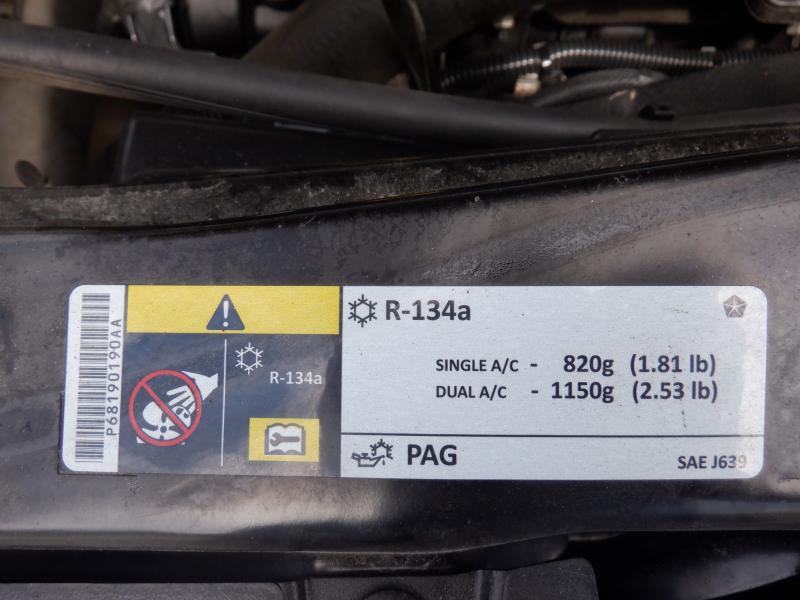 P68190190AA
R-134a
R-134a
SINGLE A/C - 820g (1.81 lb)
DUAL A/C - 1150g (2.53 lb)
PAG
SAE J639